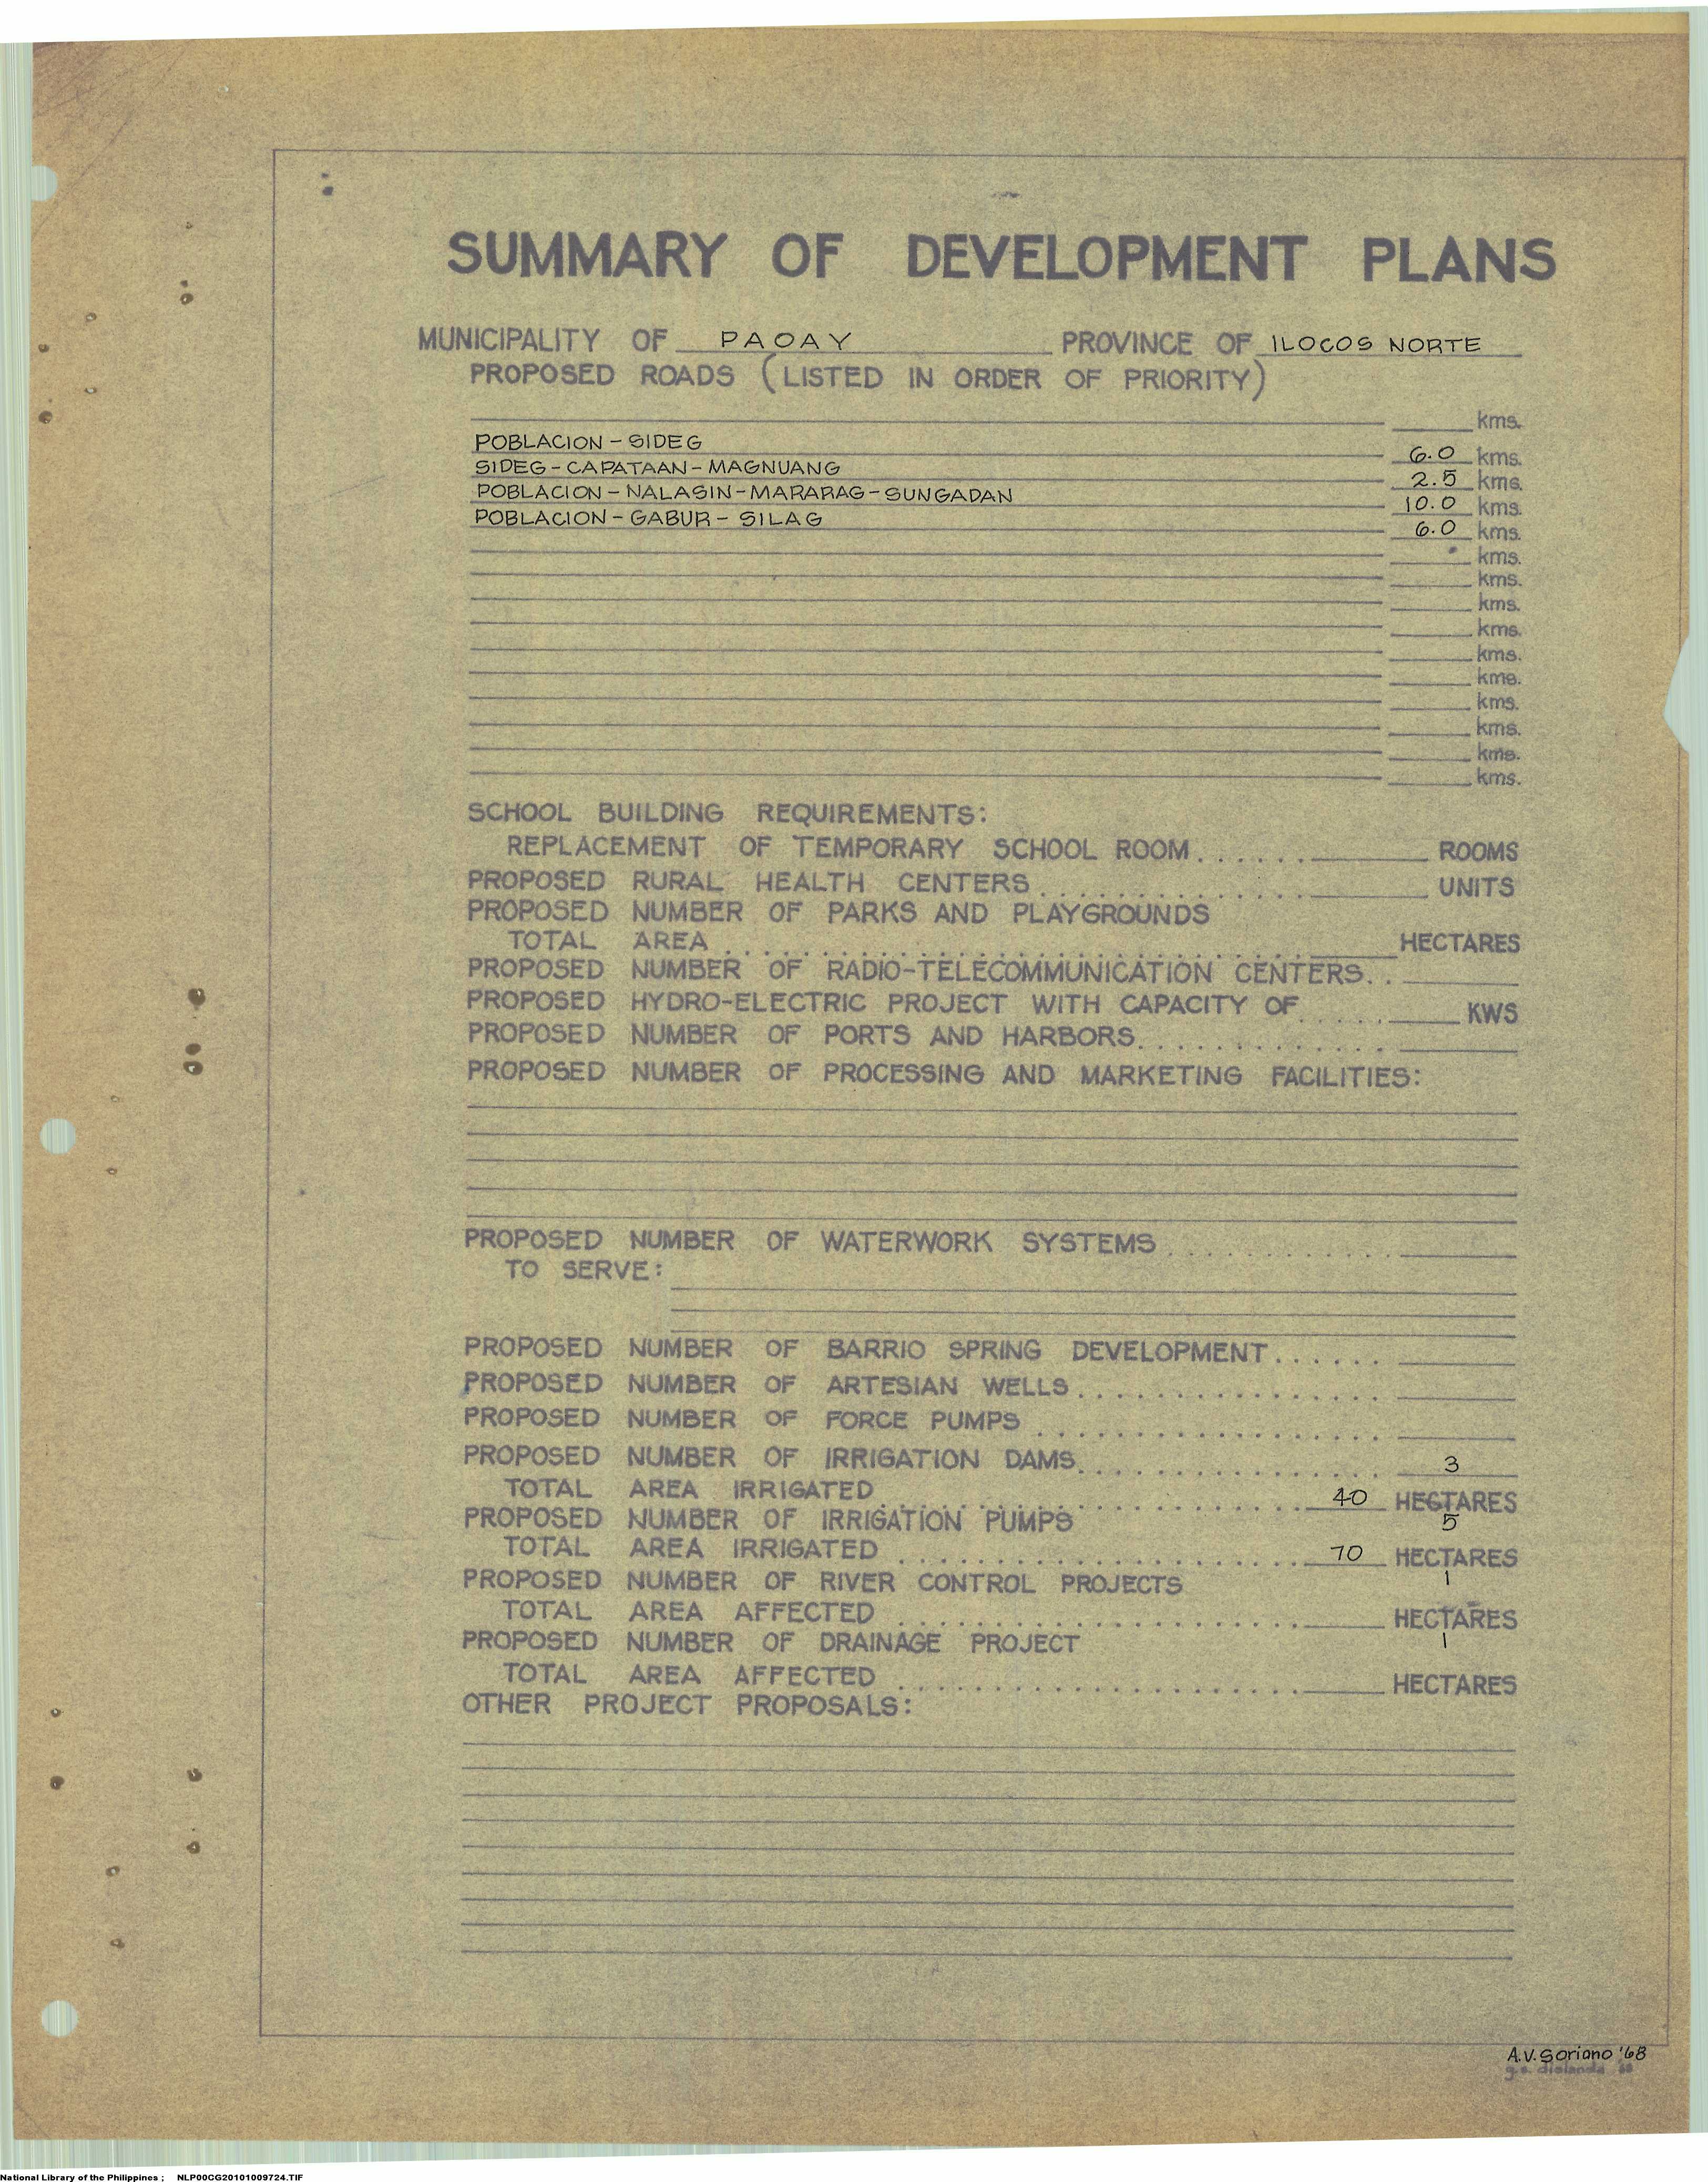 SUMMARY OF DEVELOPMENT PLANS
MUNICIPALITY OF PAOAY PROVINCE OF ILOCOS NORTE
PROPOSED ROADS (LISTED IN ORDER OF PRIORITY)
kms.
POBLACION - SIDEG 6.0 kms.
SIDEG - CAPATAAN - MAGNUANG 2.5 kms.
POBLACION - NALASIN - MARARAG - SUNGADAN 10.0 kms.
POBLACION - GABUR - SILAG 6.0 kms.
kms.
kms.
kms.
kms.
kms.
kms.
kms.
kms.
kms.
kms.
SCHOOL BUILDING REQUIREMENTS:
REPLACEMENT OF TEMPORARY SCHOOL ROOM...... ROOMS
PROPOSED RURAL HEALTH CENTERS............... UNITS
PROPOSED NUMBER OF PARKS AND PLAYGROUNDS
TOTAL AREA.............................. HECTARES
PROPOSED NUMBER OF RADIO-TELECOMMUNICATION CENTERS..
PROPOSED HYDRO-ELECTRIC PROJECT WITH CAPACITY OF..... KWS
PROPOSED NUMBER OF PORTS AND HARBORS.............
PROPOSED NUMBER OF PROCESSING AND MARKETING FACILITIES:
PROPOSED NUMBER OF WATERWORK SYSTEMS............
TO SERVE:
PROPOSED NUMBER OF BARRIO SPRING DEVELOPMENT......
PROPOSED NUMBER OF ARTESIAN WELLS................
PROPOSED NUMBER OF FORCE PUMPS..................
PROPOSED NUMBER OF IRRIGATION DAMS................ 3
TOTAL AREA IRRIGATED...................... 40 HECTARES
PROPOSED NUMBER OF IRRIGATION PUMPS 5
TOTAL AREA IRRIGATED..................... 70 HECTARES
PROPOSED NUMBER OF RIVER CONTROL PROJECTS 1
TOTAL AREA AFFECTED..................... HECTARES
PROPOSED NUMBER OF DRAINAGE PROJECT 1
TOTAL AREA AFFECTED..................... HECTARES
OTHER PROJECT PROPOSALS:
A.V. Soriano '68
National Library of the Philippines ; NLP00CG20101009724.TIF